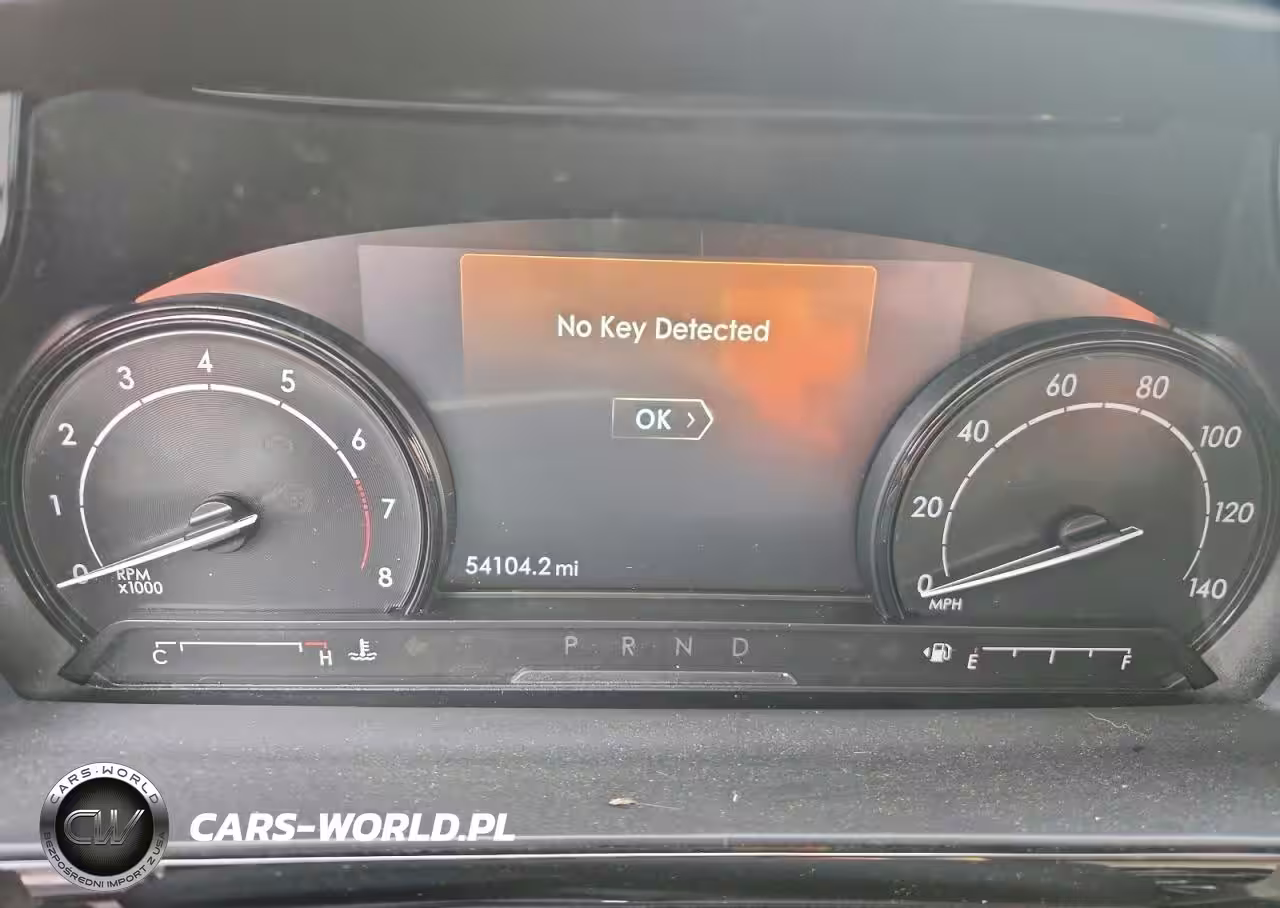 No Key Detected
OK >
54104.2 mi
0 1 2 3 4 5 6 7 8
RPM
x1000
0 20 40 60 80 100 120 140
MPH
C H
P R N D
E F
CARS-WORLD
CW
BEZPOŚREDNI IMPORT Z USA
CARS-WORLD.PL